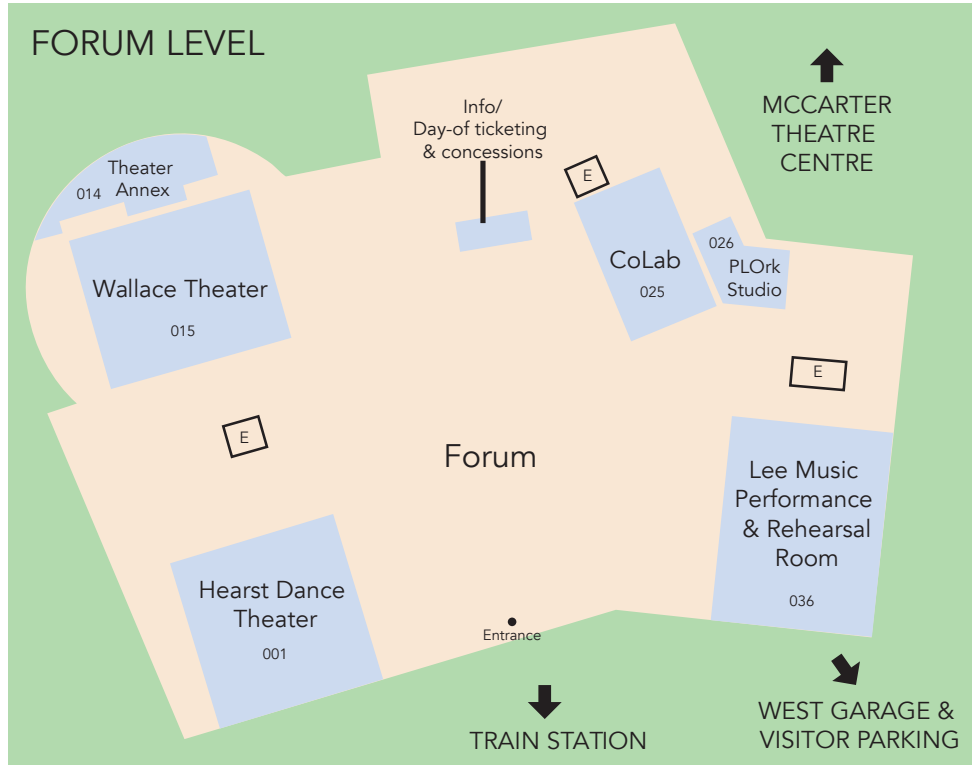 FORUM LEVEL
MCCARTER
THEATRE
CENTRE
Info/
Day-of ticketing
& concessions
Theater
Annex
014
E
026
PLOrk
Studio
CoLab
025
Wallace Theater
015
E
E
Forum
Lee Music
Performance
& Rehearsal
Room
036
Hearst Dance
Theater
001
Entrance
TRAIN STATION
WEST GARAGE &
VISITOR PARKING